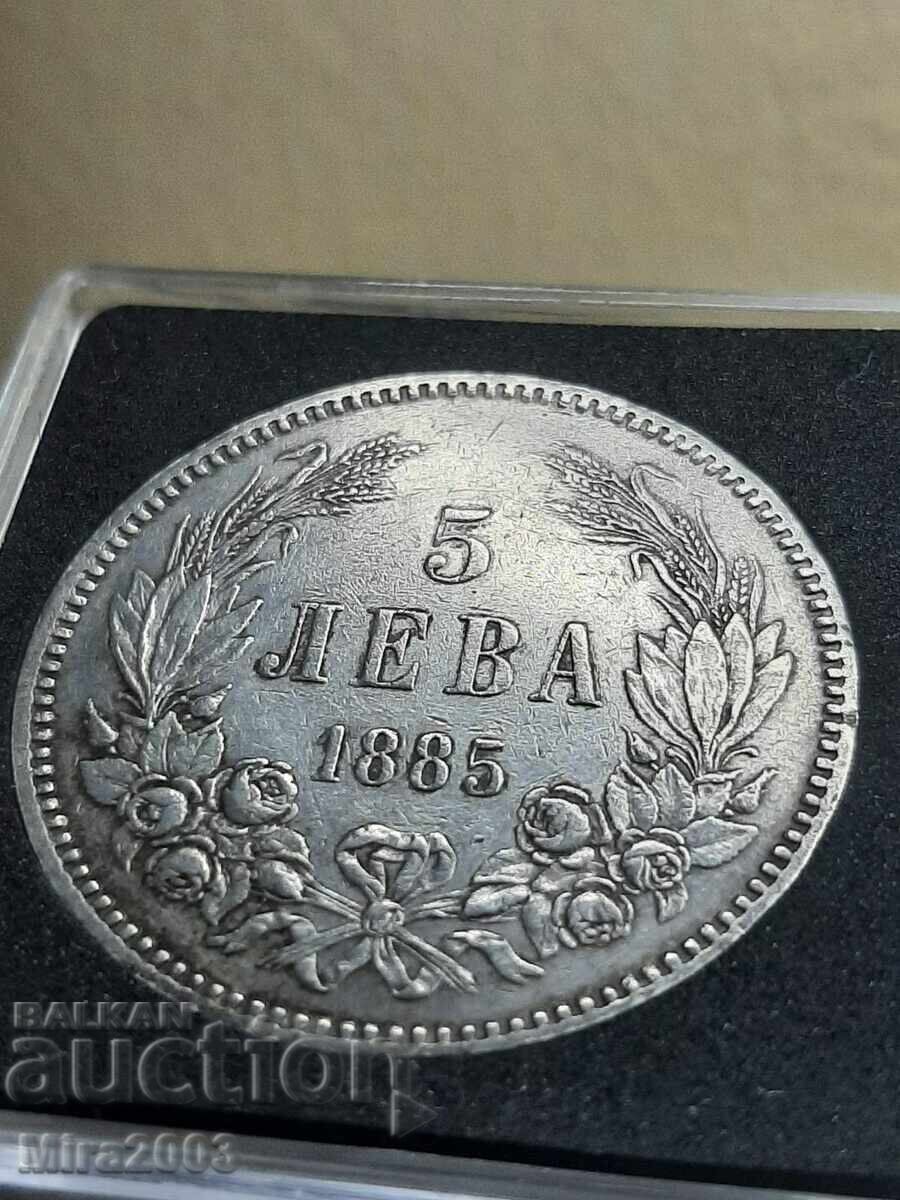 5
ЛЕВА
1885
BALKAN
auction
Mira2003